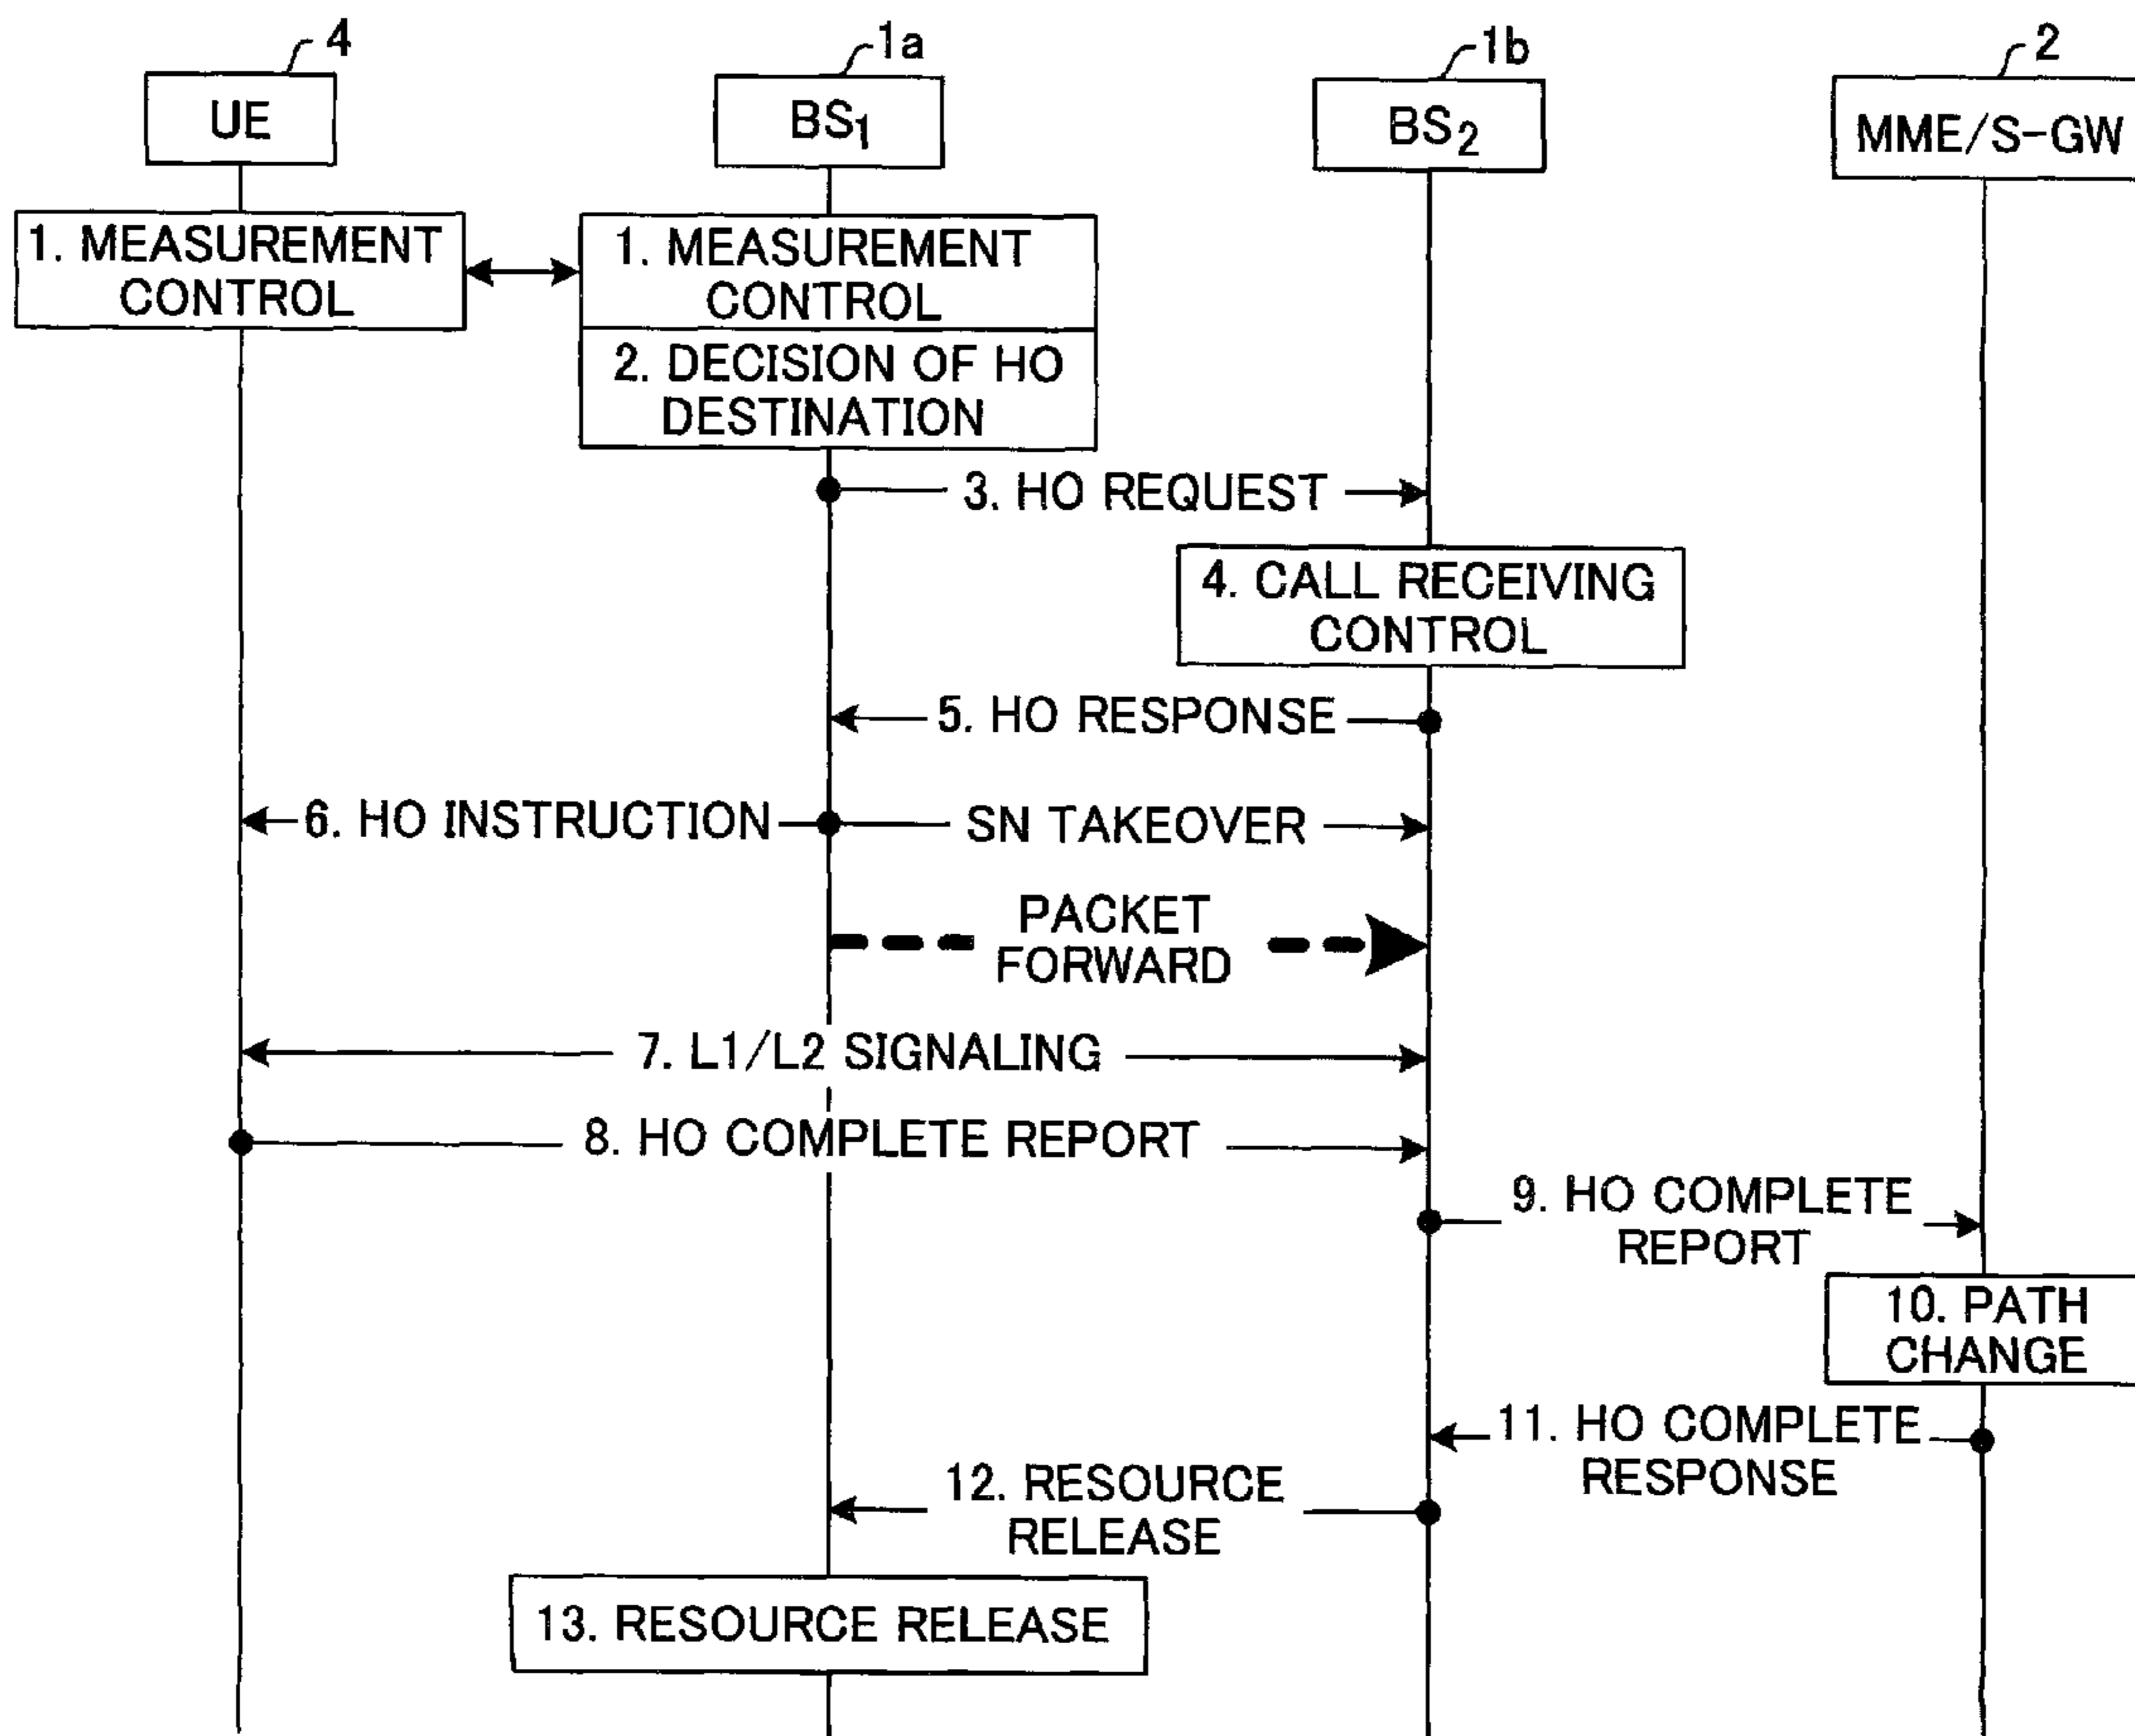 4
1a
1b
2
UE
BS1
BS2
MME/S-GW
1. MEASUREMENT
CONTROL
1. MEASUREMENT
CONTROL
2. DECISION OF HO
DESTINATION
3. HO REQUEST
4. CALL RECEIVING
CONTROL
5. HO RESPONSE
6. HO INSTRUCTION
SN TAKEOVER
PACKET
FORWARD
7. L1/L2 SIGNALING
8. HO COMPLETE REPORT
9. HO COMPLETE
REPORT
10. PATH
CHANGE
11. HO COMPLETE
RESPONSE
12. RESOURCE
RELEASE
13. RESOURCE RELEASE